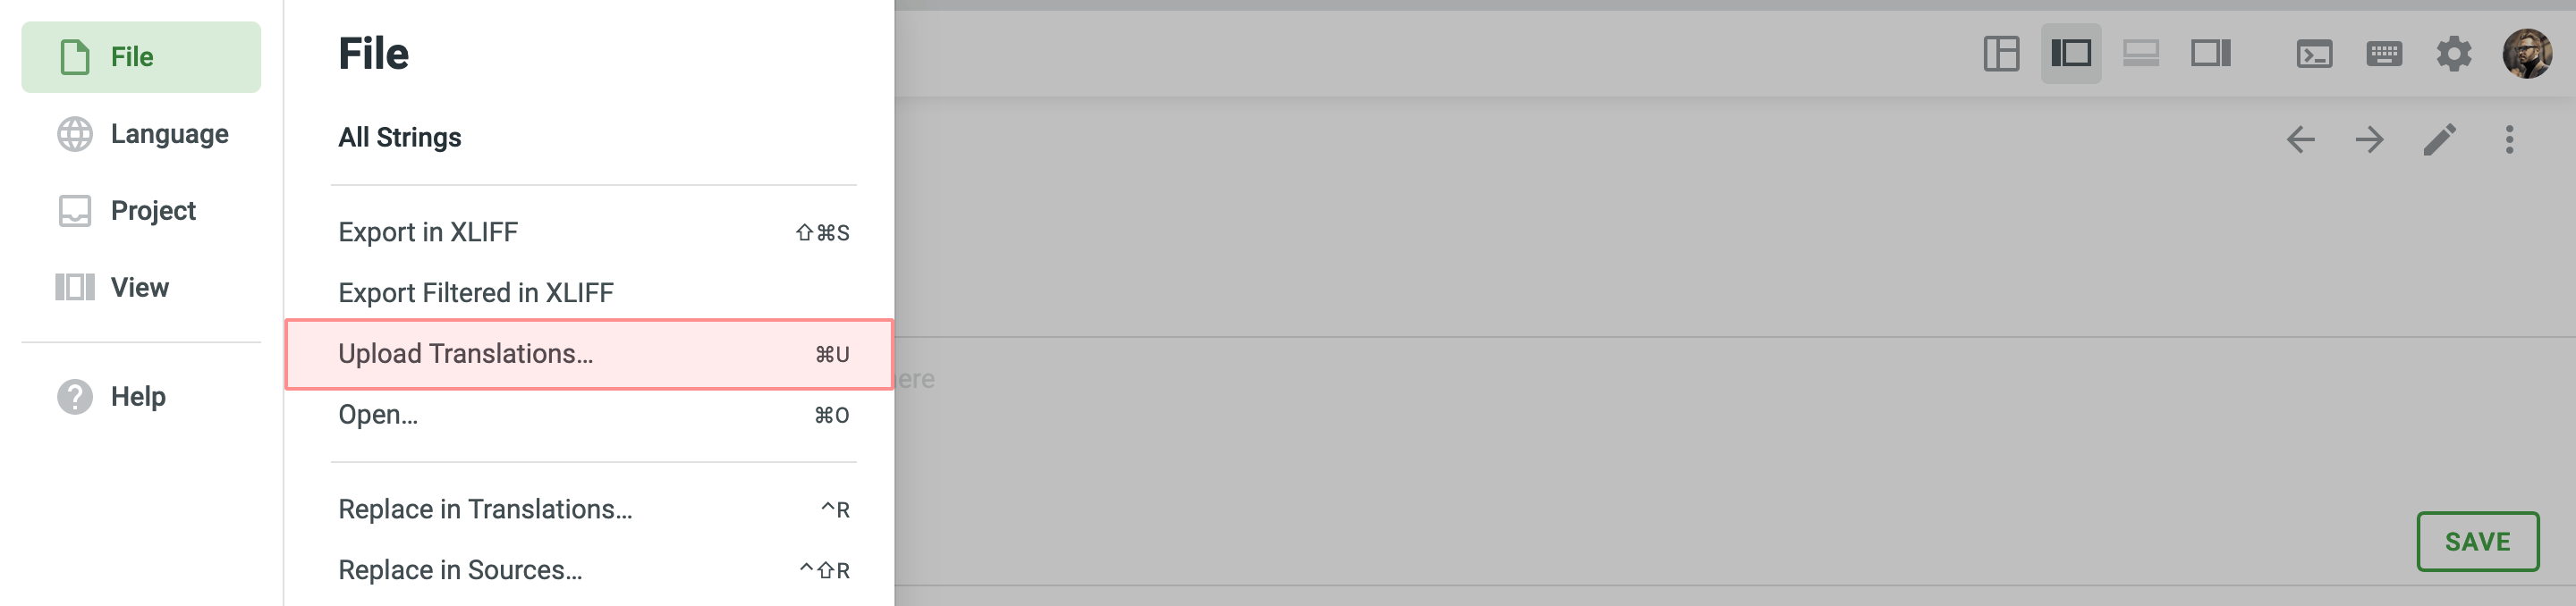 File
Language
Project
View
Help
File
All Strings
Export in XLIFF ⇧⌘S
Export Filtered in XLIFF
Upload Translations... ⌘U
Open... ⌘O
Replace in Translations... ^R
Replace in Sources... ^⇧R
ere
SAVE